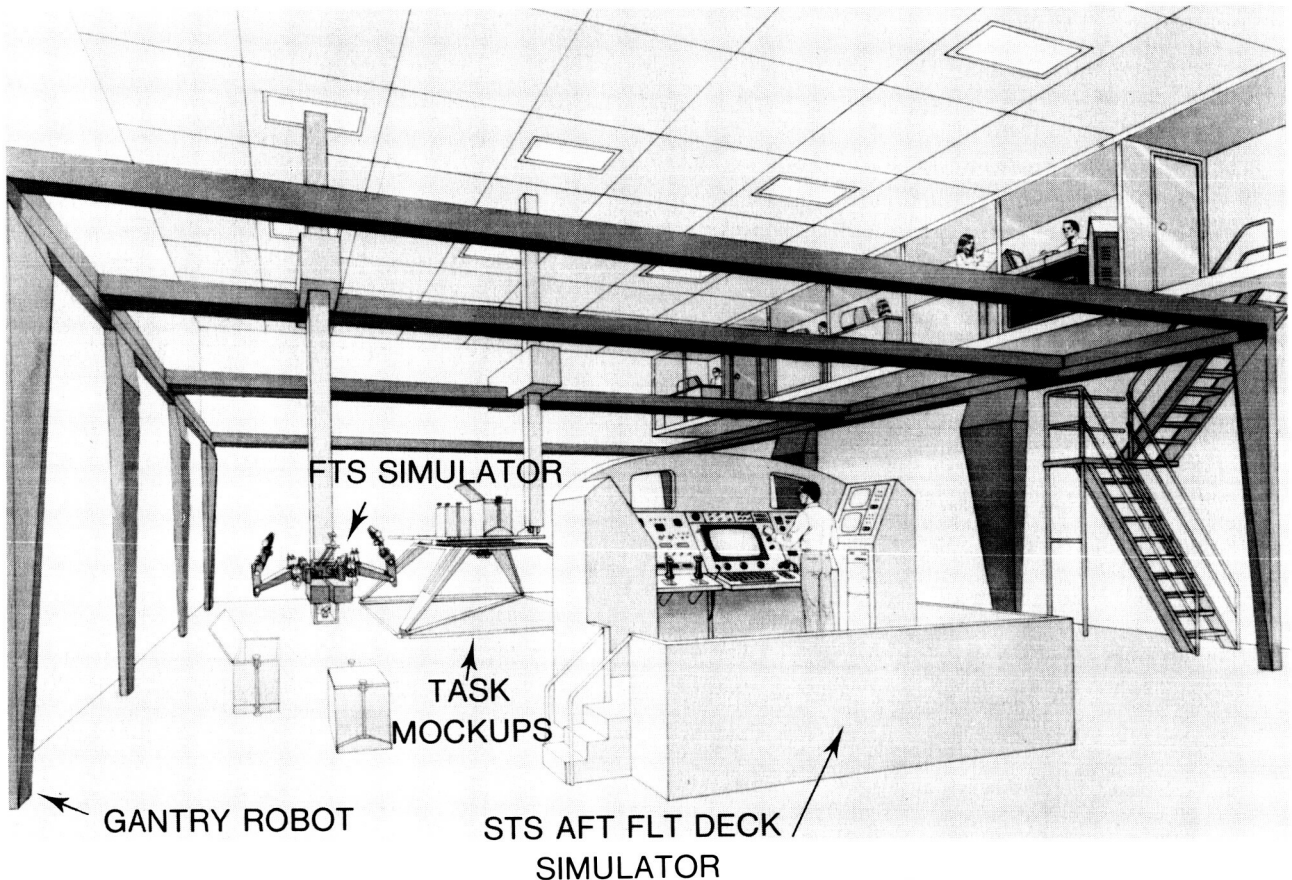 FTS SIMULATOR
TASK
MOCKUPS
GANTRY ROBOT
STS AFT FLT DECK
SIMULATOR